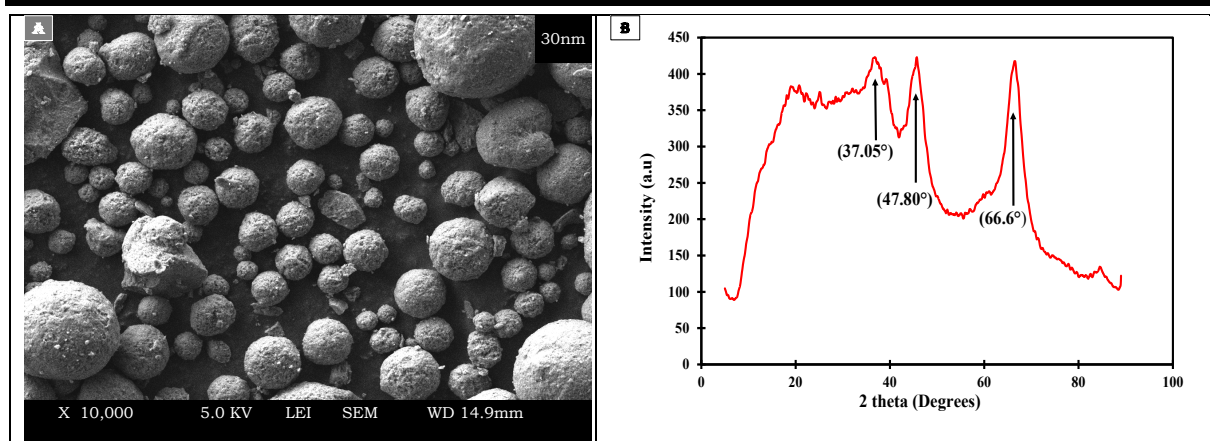 A
30nm
X 10,000 5.0 KV LEI SEM WD 14.9mm
B
450
400
350
300
250
200
150
100
50
0
0 20 40 60 80 100
Intensity (a.u)
2 theta (Degrees)
(37.05°)
(47.80°)
(66.6°)